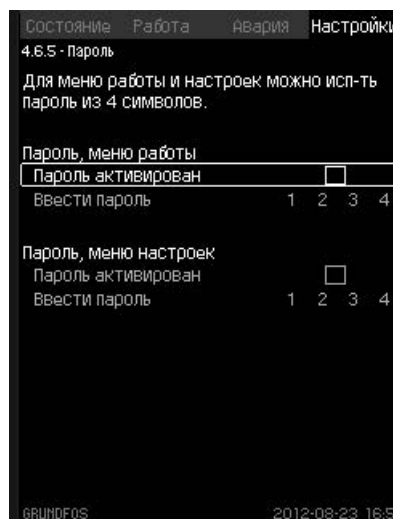 Состояние Работа Авария Настройки
4.6.5 - Пароль
Для меню работы и настроек можно исп-ть
пароль из 4 символов.
Пароль, меню работы
Пароль активирован
Ввести пароль 1 2 3 4
Пароль, меню настроек
Пароль активирован
Ввести пароль 1 2 3 4
GRUNDFOS 2012-08-23 16:5